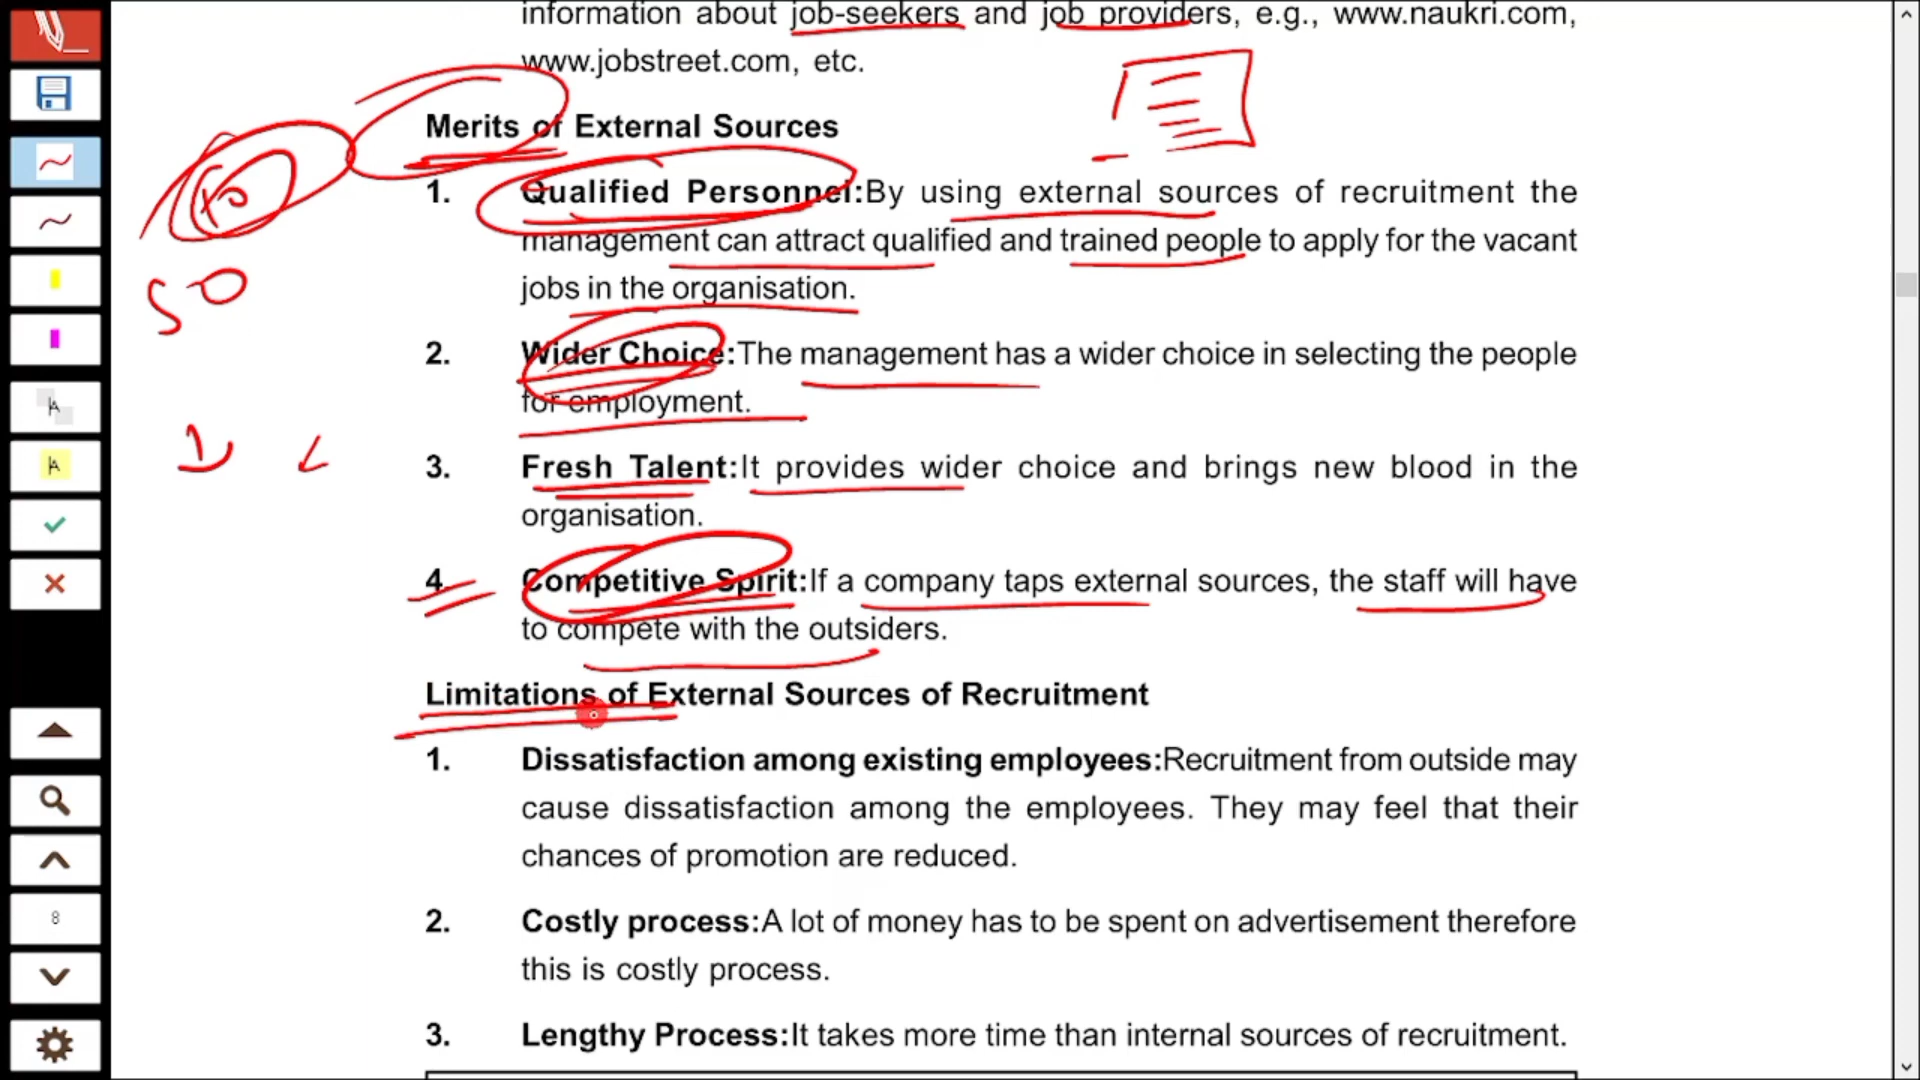 information about job-seekers and job providers, e.g., www.naukri.com,
www.jobstreet.com, etc.
Merits of External Sources
1. Qualified Personnel:By using external sources of recruitment the
management can attract qualified and trained people to apply for the vacant
jobs in the organisation.
2. Wider Choice:The management has a wider choice in selecting the people
for employment.
3. Fresh Talent:It provides wider choice and brings new blood in the
organisation.
4. Competitive Spirit:If a company taps external sources, the staff will have
to compete with the outsiders.
Limitations of External Sources of Recruitment
1. Dissatisfaction among existing employees:Recruitment from outside may
cause dissatisfaction among the employees. They may feel that their
chances of promotion are reduced.
2. Costly process:A lot of money has to be spent on advertisement therefore
this is costly process.
3. Lengthy Process:It takes more time than internal sources of recruitment.
50
8